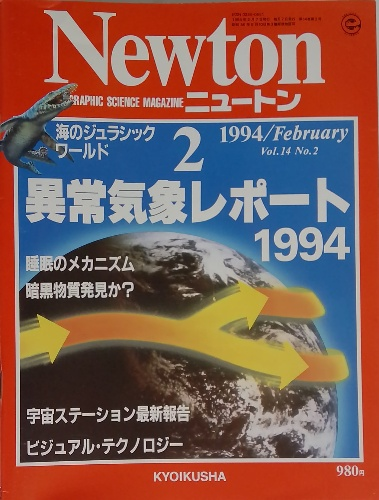 Newton
GRAPHIC SCIENCE MAGAZINE ニュートン
海のジュラシック
ワールド
2
1994/February
Vol.14 No.2
異常気象レポート
1994
睡眠のメカニズム
暗黒物質発見か?
宇宙ステーション最新報告
ビジュアル・テクノロジー
KYOIKUSHA
980円